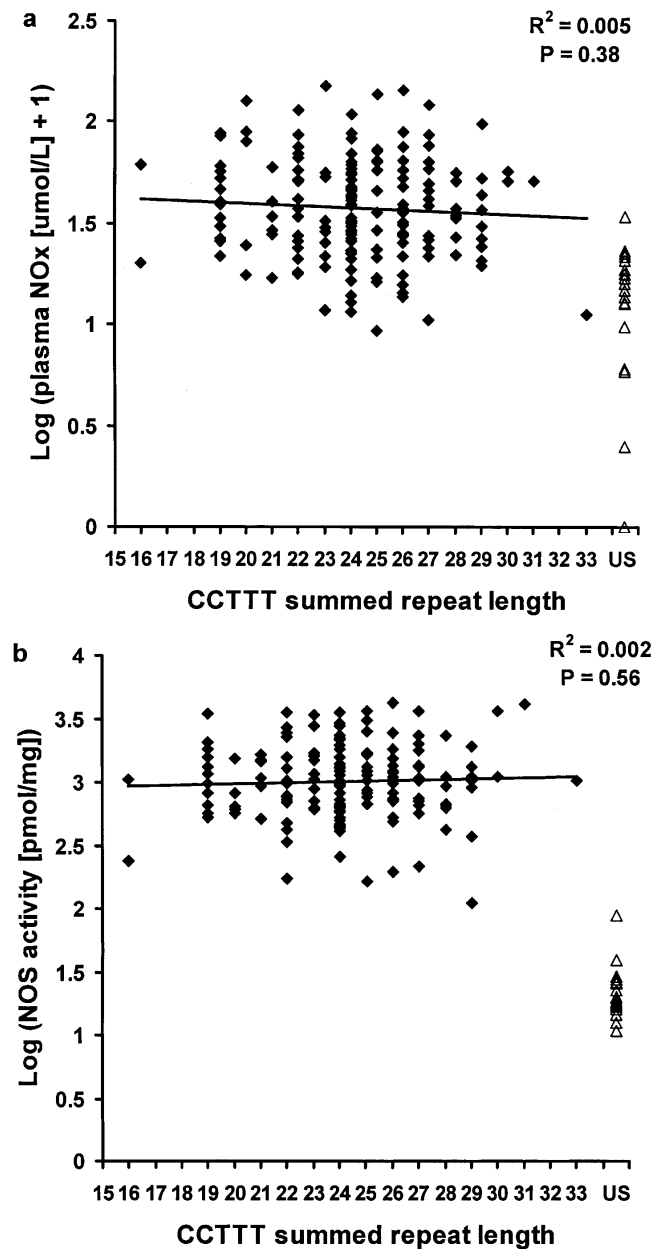 a
R² = 0.005
P = 0.38
Log (plasma NOx [umol/L] + 1)
2.5
2
1.5
1
0.5
0
15 16 17 18 19 20 21 22 23 24 25 26 27 28 29 30 31 32 33 US
CCTTT summed repeat length
b
R² = 0.002
P = 0.56
Log (NOS activity [pmol/mg])
4
3.5
3
2.5
2
1.5
1
0.5
0
15 16 17 18 19 20 21 22 23 24 25 26 27 28 29 30 31 32 33 US
CCTTT summed repeat length